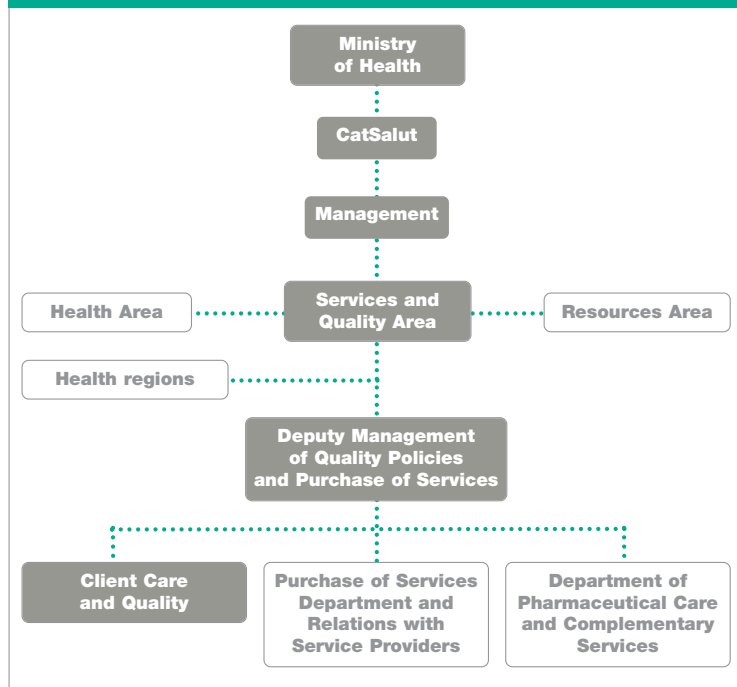 Ministry
of Health
CatSalut
Management
Health Area
Services and
Quality Area
Resources Area
Health regions
Deputy Management
of Quality Policies
and Purchase of Services
Client Care
and Quality
Purchase of Services
Department and
Relations with
Service Providers
Department of
Pharmaceutical Care
and Complementary
Services